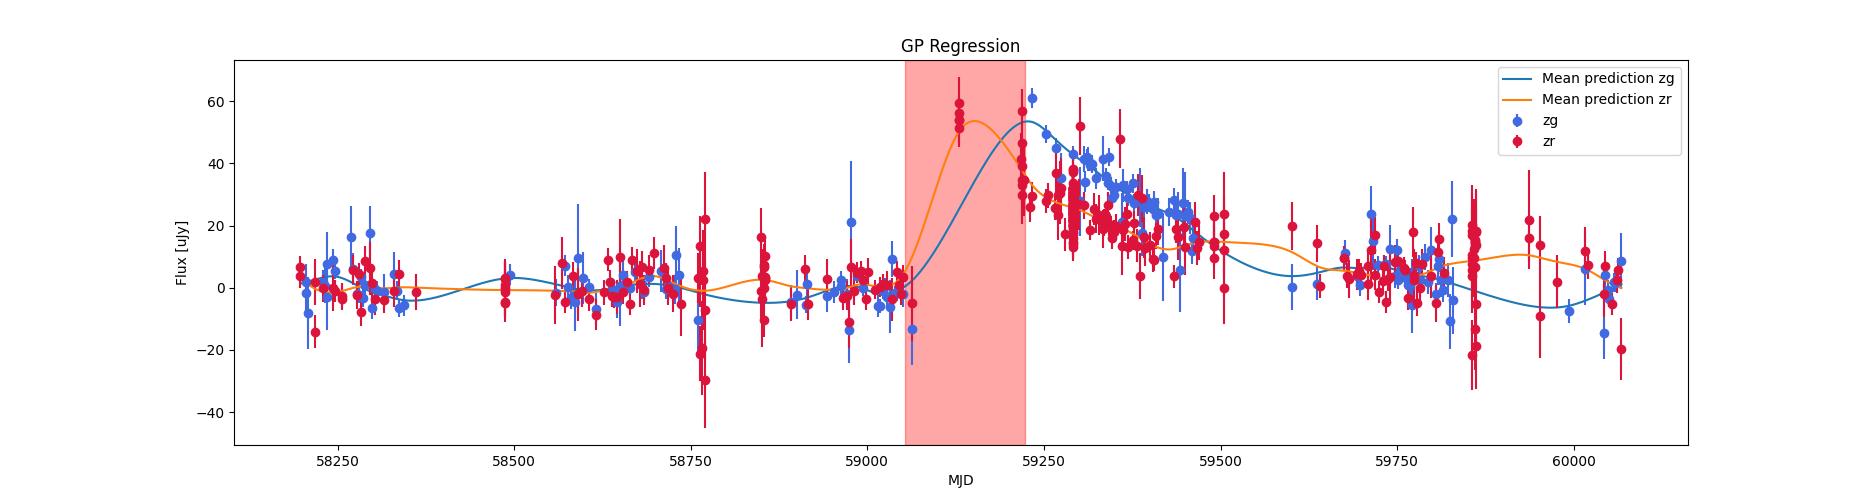 GP Regression
Flux [uJy]
60
40
20
0
−20
−40
Mean prediction zg
Mean prediction zr
zg
zr
58250 58500 58750 59000 59250 59500 59750 60000
MJD